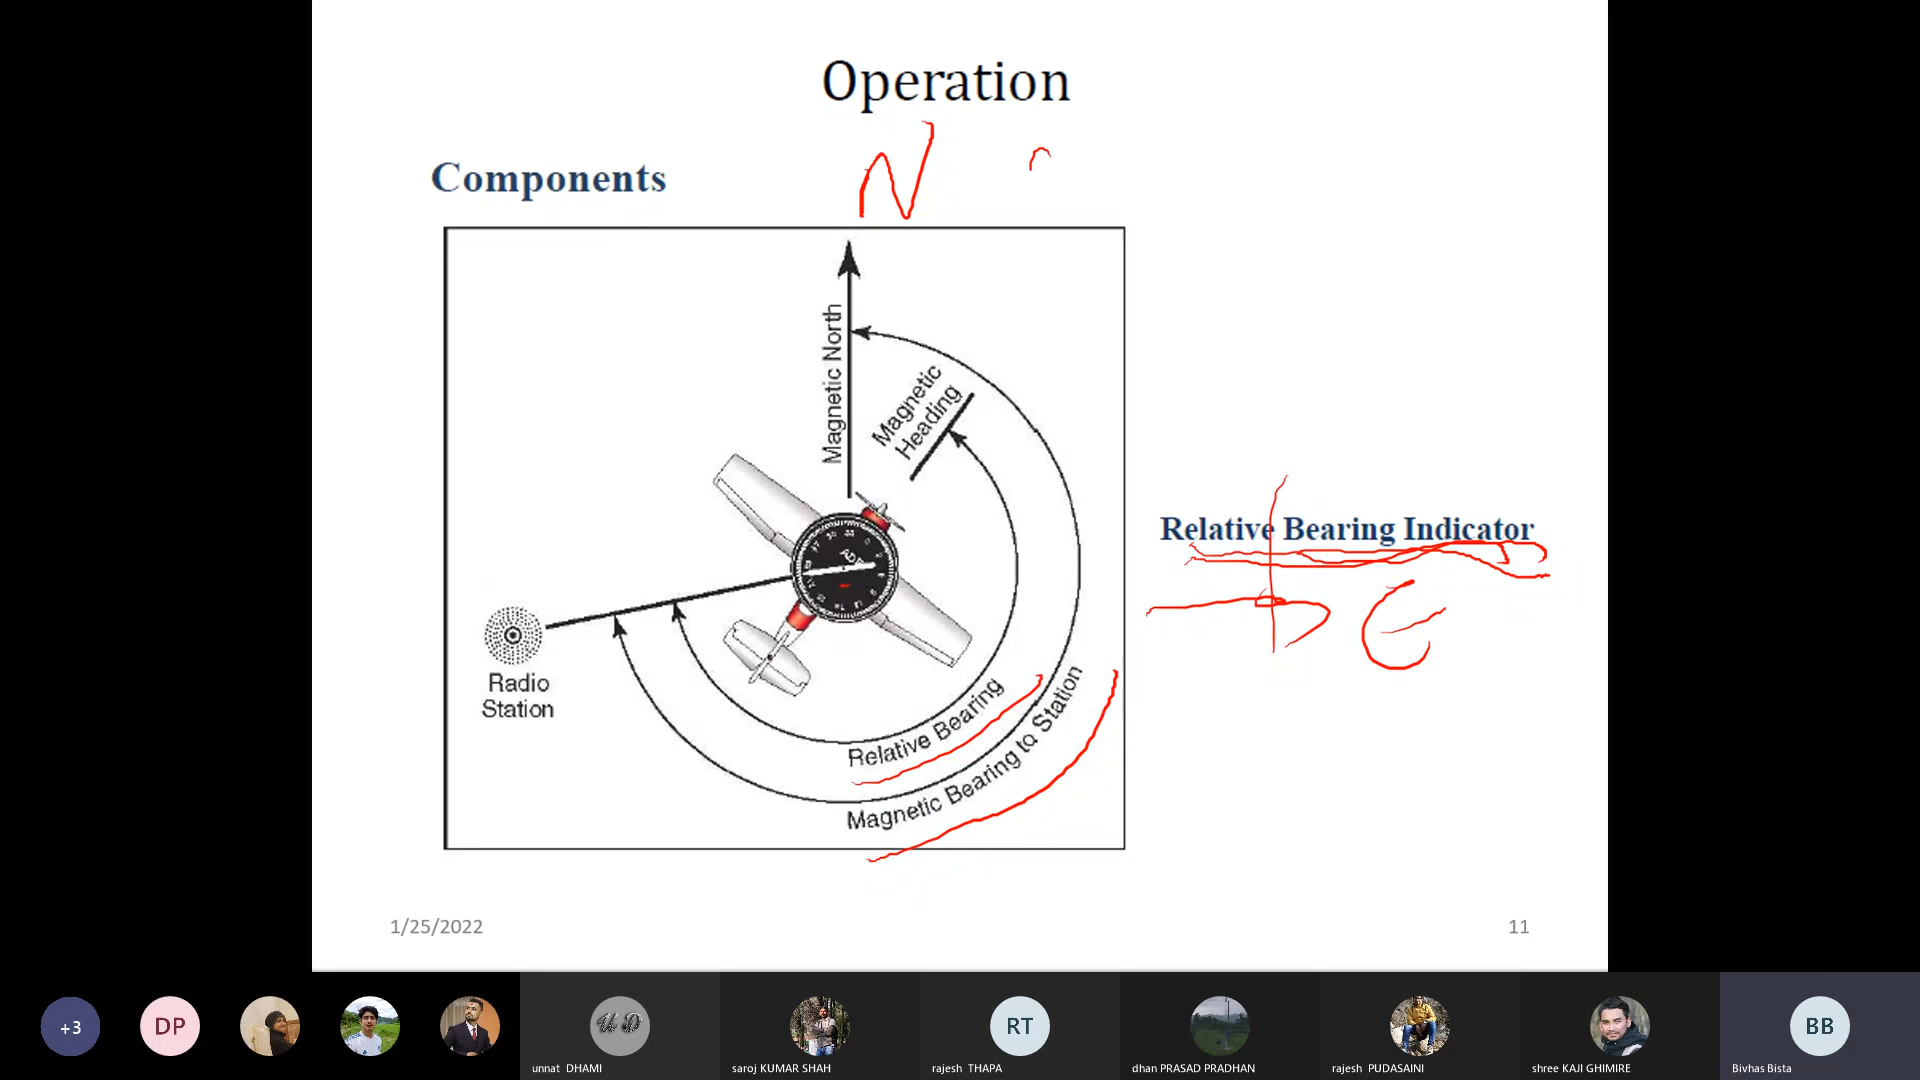 Operation
N
Components
Magnetic North
Magnetic
Heading
ADF
Relative Bearing Indicator
E
Radio
Station
Relative Bearing
Magnetic Bearing to Station
1/25/2022
11
+3
DP
UD
RT
BB
unnat DHAMI
saroj KUMAR SHAH
rajesh THAPA
dhan PRASAD PRADHAN
rajesh PUDASAINI
shree KAJI GHIMIRE
Bivhas Bista